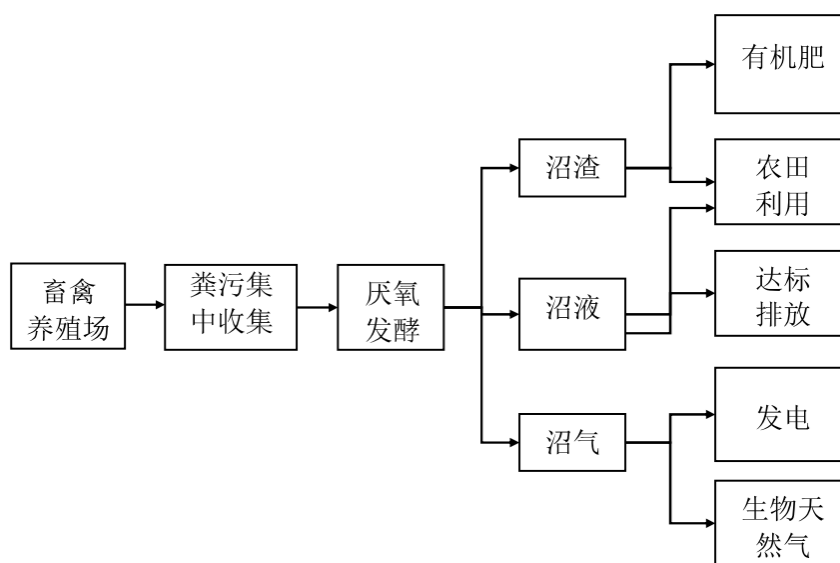 有机肥
沼渣
农田
利用
畜禽
养殖场
粪污集
中收集
厌氧
发酵
沼液
达标
排放
沼气
发电
生物天
然气